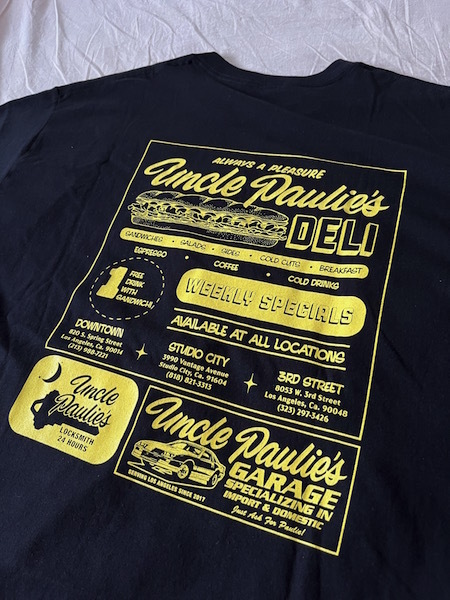 ALWAYS A PLEASURE
Uncle Paulie's
DELI
SANDWICHES · SALADS · SIDES · COLD CUTS · BREAKFAST
ESPRESSO · COFFEE · COLD DRINKS
1 FREE
DRINK
WITH
SANDWICH!
WEEKLY SPECIALS
AVAILABLE AT ALL LOCATIONS
DOWNTOWN
820 S. Spring Street
Los Angeles, Ca. 90014
(213) 988-7221
STUDIO CITY
3990 Vantage Avenue
Studio City, Ca. 91604
(818) 821-3313
3RD STREET
8053 W. 3rd Street
Los Angeles, Ca. 90048
(323) 297-3426
Uncle
Paulie's
LOCKSMITH
24 HOURS
Uncle Paulie's
GARAGE
SPECIALIZING IN
IMPORT & DOMESTIC
Just Ask For Paulie!
SERVING LOS ANGELES SINCE 2017